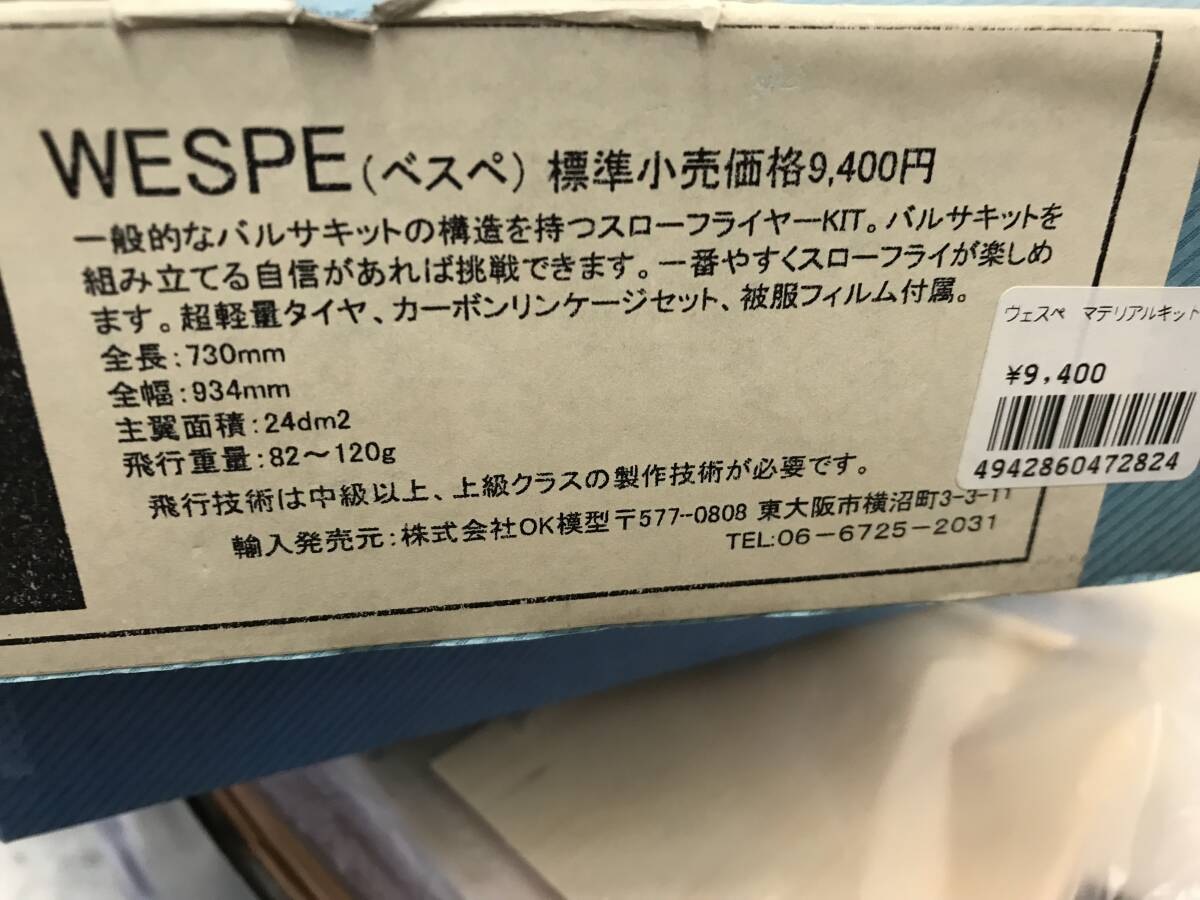 WESPE(ベスペ) 標準小売価格9,400円
一般的なバルサキットの構造を持つスローフライヤーKIT。バルサキットを
組み立てる自信があれば挑戦できます。一番やすくスローフライが楽しめ
ます。超軽量タイヤ、カーボンリンケージセット、被服フィルム付属。
全長:730mm
全幅:934mm
主翼面積:24dm2
飛行重量:82~120g
飛行技術は中級以上、上級クラスの製作技術が必要です。
輸入発売元:株式会社OK模型〒577-0808 東大阪市横沼町3-3-11
TEL:06-6725-2031
ヴェスペ マテリアルキット
¥9,400
4942860472824